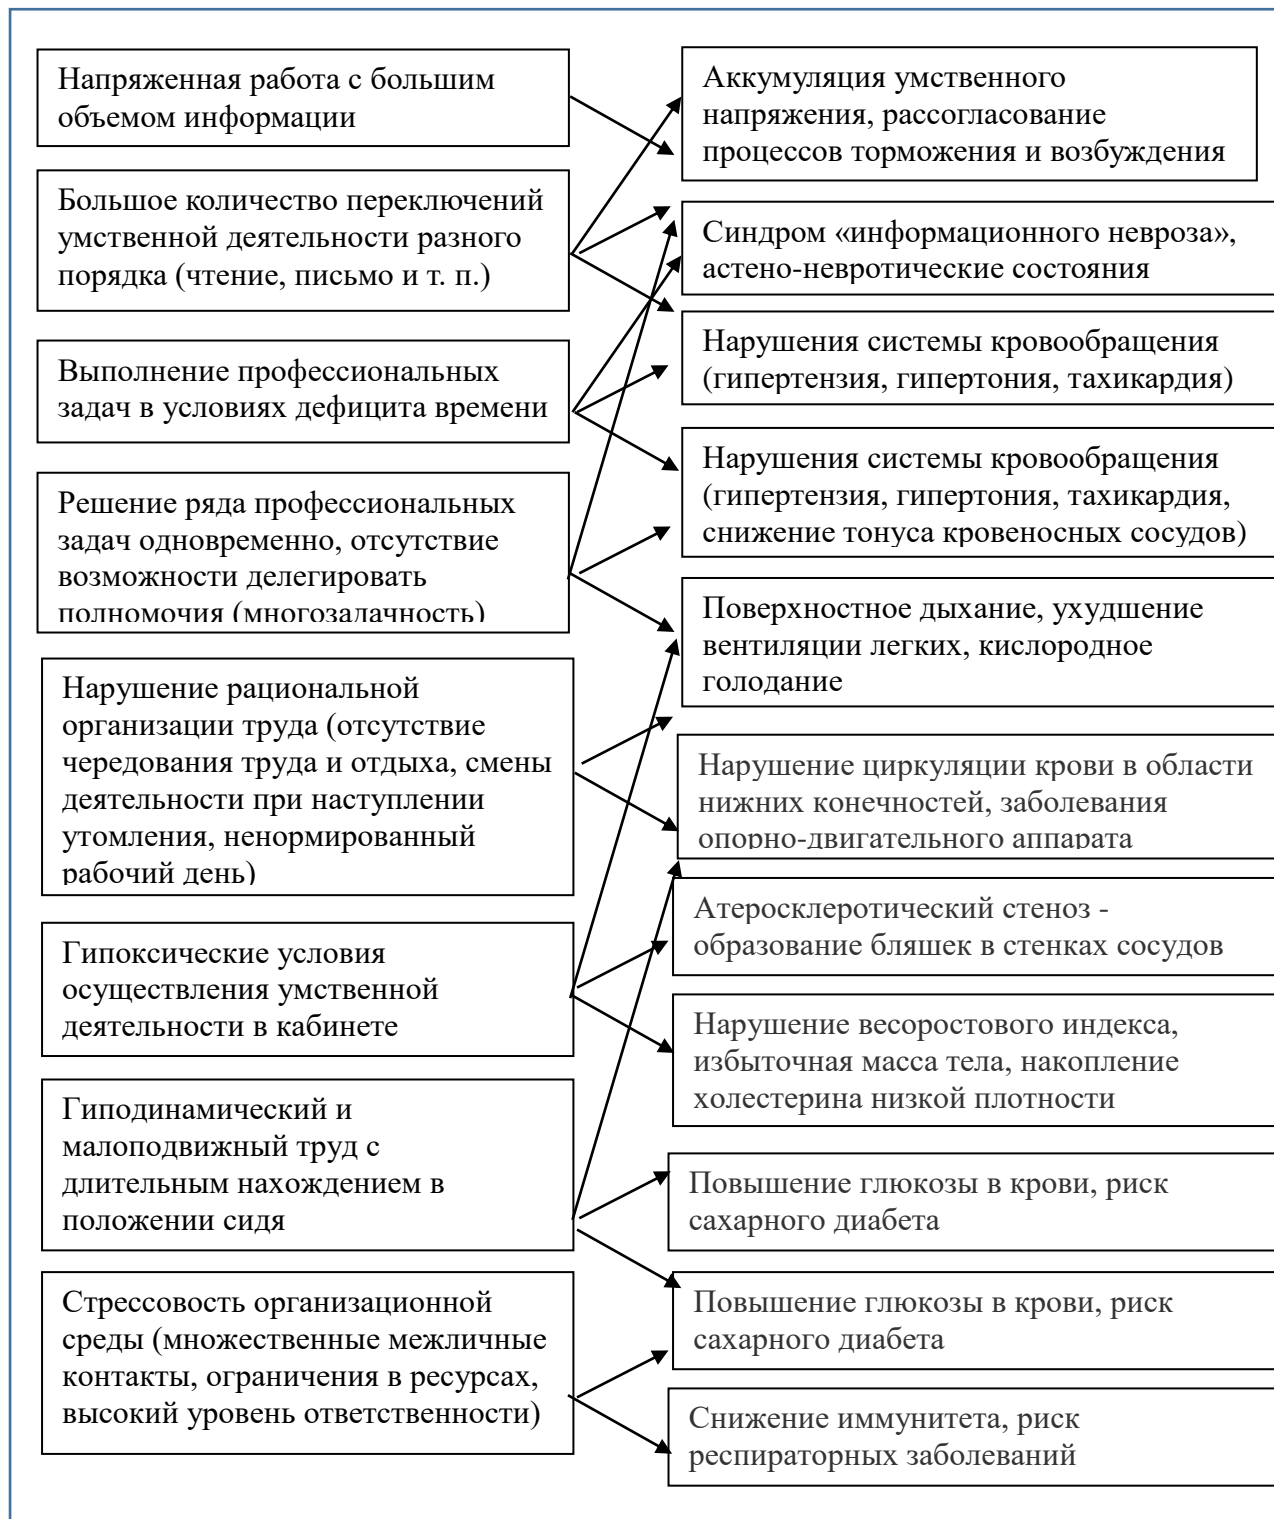 Напряженная работа с большим
объемом информации
Большое количество переключений
умственной деятельности разного
порядка (чтение, письмо и т. п.)
Выполнение профессиональных
задач в условиях дефицита времени
Решение ряда профессиональных
задач одновременно, отсутствие
возможности делегировать
полномочия (многозадачность)
Нарушение рациональной
организации труда (отсутствие
чередования труда и отдыха, смены
деятельности при наступлении
утомления, ненормированный
рабочий день)
Гипоксические условия
осуществления умственной
деятельности в кабинете
Гиподинамический и
малоподвижный труд с
длительным нахождением в
положении сидя
Стрессовость организационной
среды (множественные межличные
контакты, ограничения в ресурсах,
высокий уровень ответственности)
Аккумуляция умственного
напряжения, рассогласование
процессов торможения и возбуждения
Синдром «информационного невроза»,
астено-невротические состояния
Нарушения системы кровообращения
(гипертензия, гипертония, тахикардия)
Нарушения системы кровообращения
(гипертензия, гипертония, тахикардия,
снижение тонуса кровеносных сосудов)
Поверхностное дыхание, ухудшение
вентиляции легких, кислородное
голодание
Нарушение циркуляции крови в области
нижних конечностей, заболевания
опорно-двигательного аппарата
Атеросклеротический стеноз -
образование бляшек в стенках сосудов
Нарушение весоростового индекса,
избыточная масса тела, накопление
холестерина низкой плотности
Повышение глюкозы в крови, риск
сахарного диабета
Повышение глюкозы в крови, риск
сахарного диабета
Снижение иммунитета, риск
респираторных заболеваний